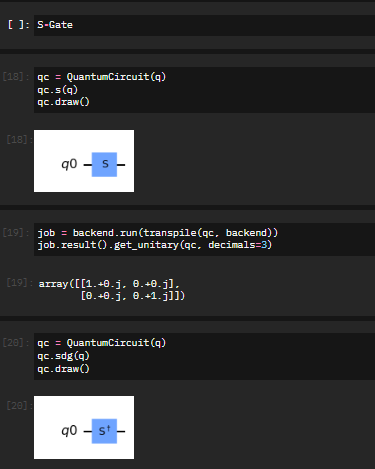 [ ]: S-Gate
[18]: qc = QuantumCircuit(q)
qc.s(q)
qc.draw()
[18]:
q0 S
[19]: job = backend.run(transpile(qc, backend))
job.result().get_unitary(qc, decimals=3)
[19]: array([[1.+0.j, 0.+0.j],
[0.+0.j, 0.+1.j]])
[20]: qc = QuantumCircuit(q)
qc.sdg(q)
qc.draw()
[20]:
q0 S†